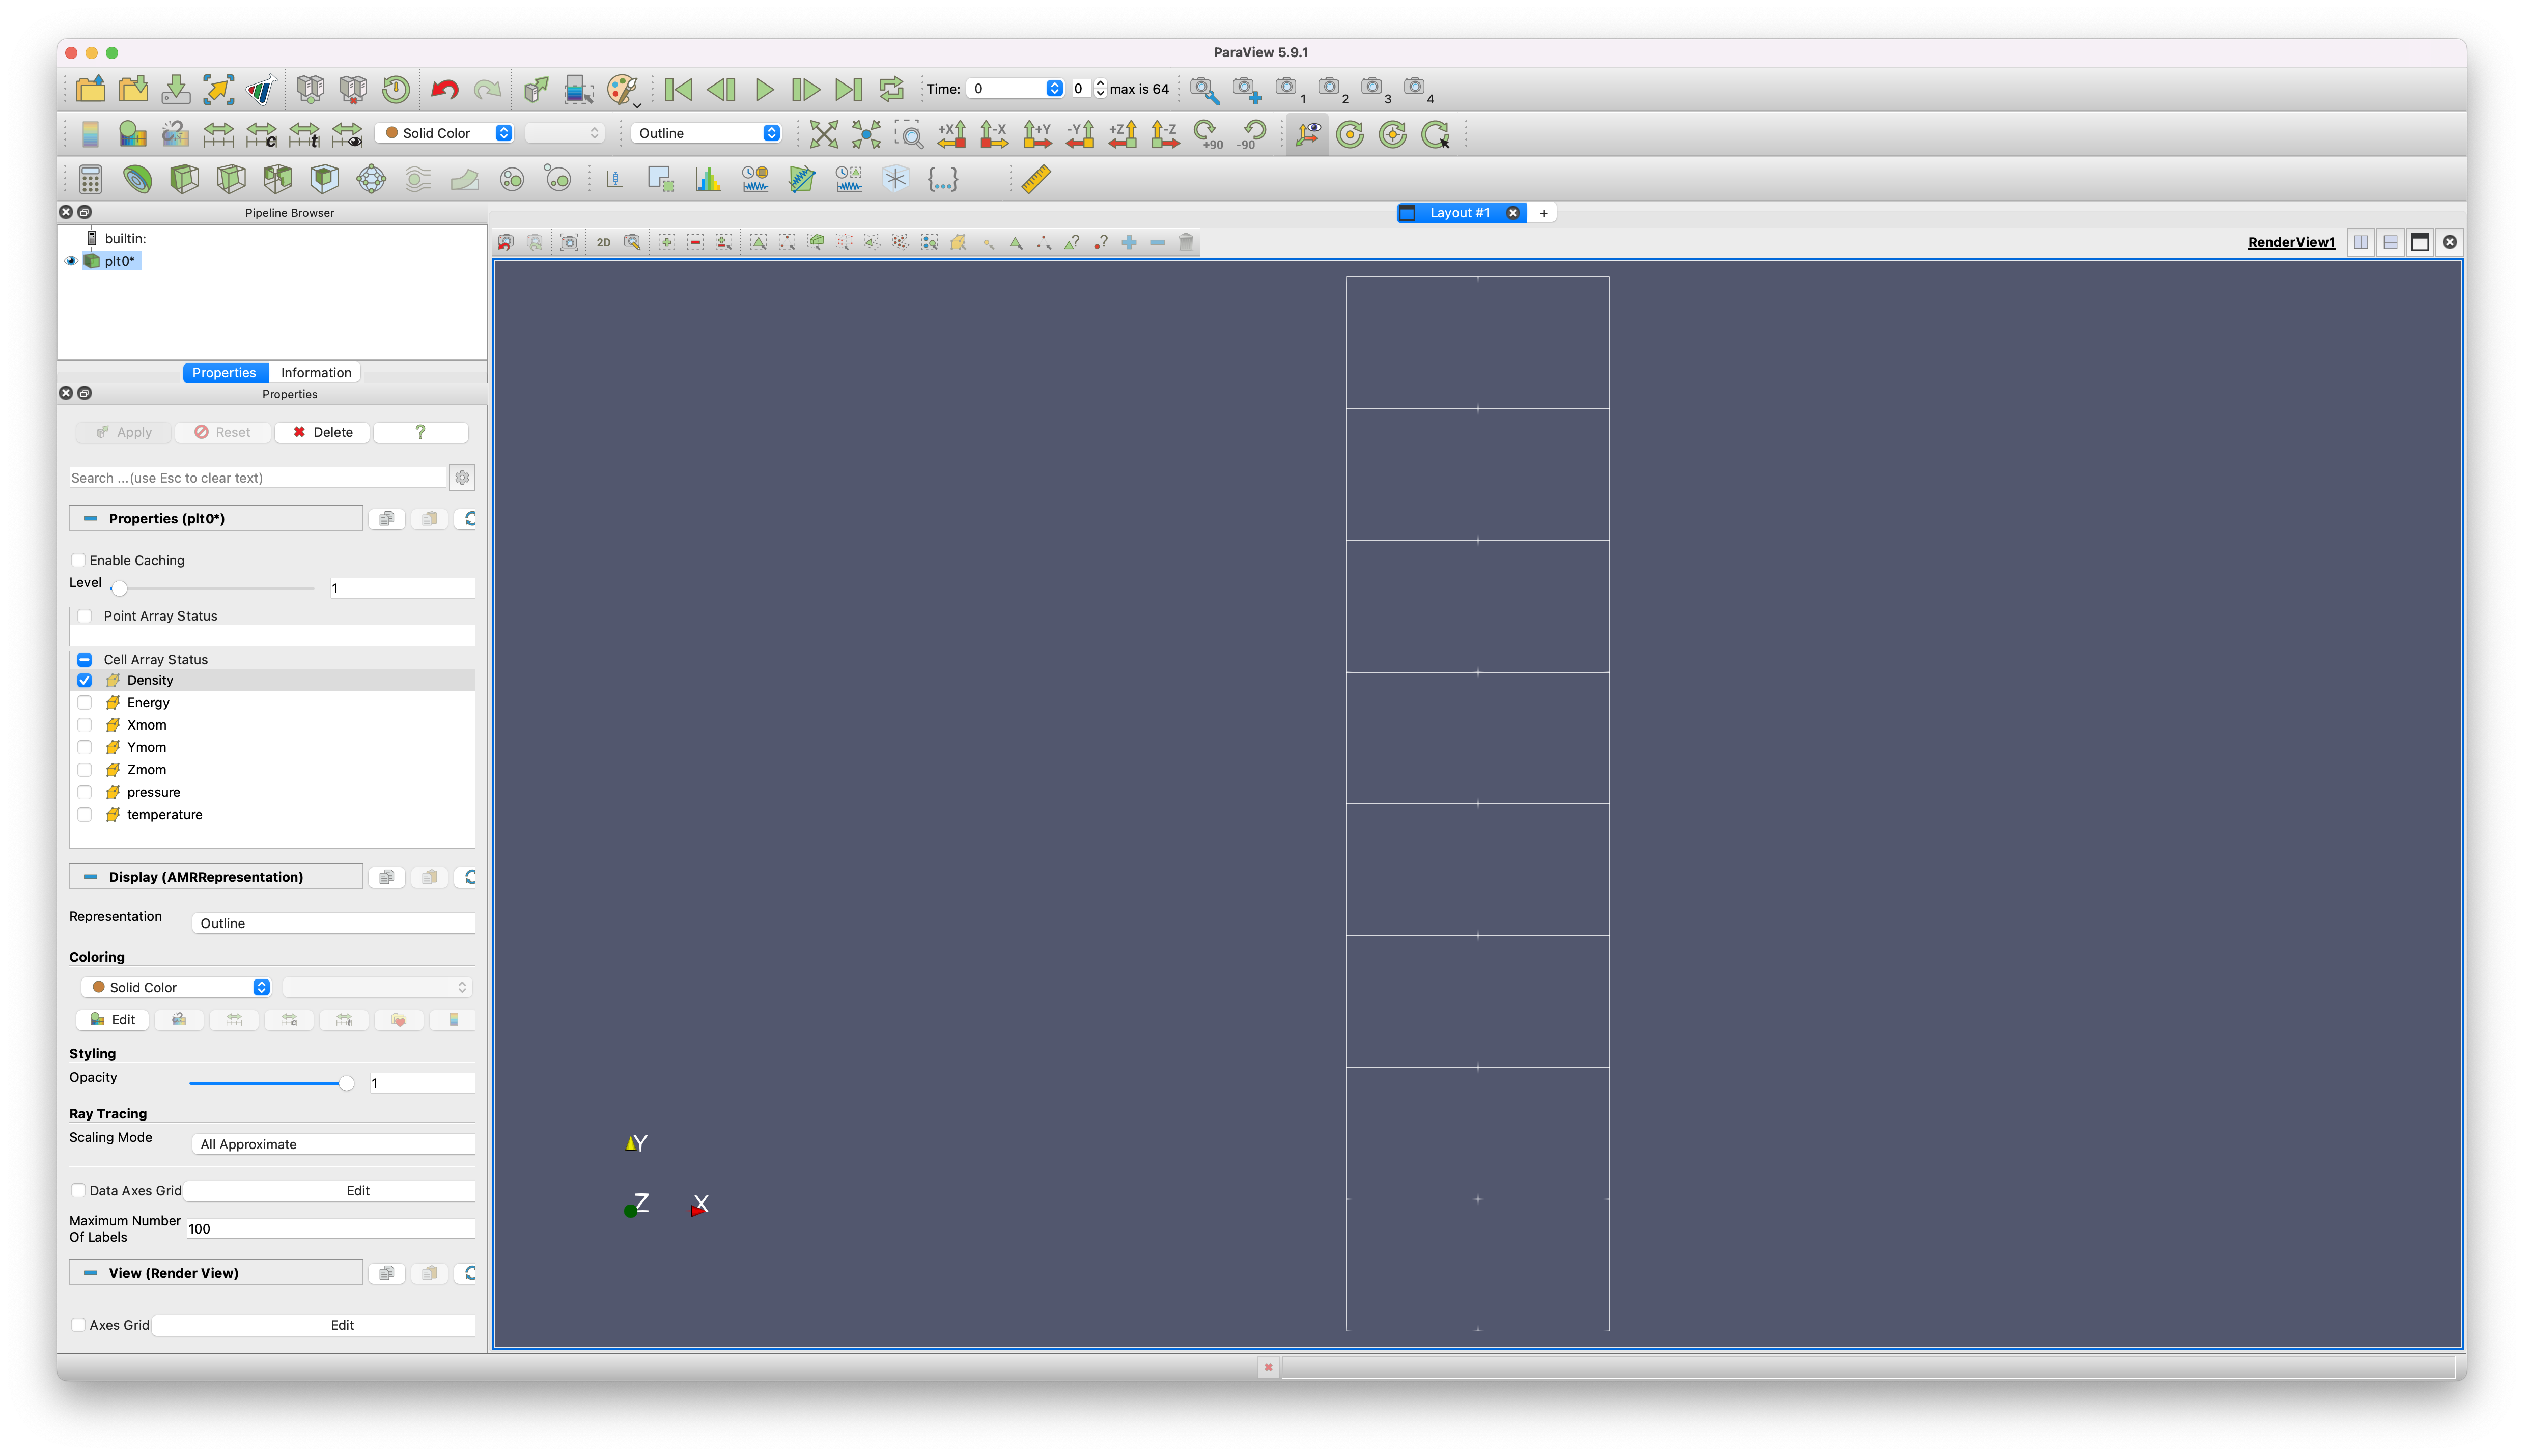 ParaView 5.9.1
Time: 0 0 max is 64 1 2 3 4
C t Solid Color Outline +X -X +Y -Y +Z -Z +90 -90
{...}
Pipeline Browser
Layout #1 +
builtin:
2D RenderView1
plt0*
Properties Information
Properties
Apply Reset Delete ?
Search ...(use Esc to clear text)
Properties (plt0*)
Enable Caching
Level 1
Point Array Status
Cell Array Status
Density
Energy
Xmom
Ymom
Zmom
pressure
temperature
Display (AMRRepresentation)
Representation Outline
Coloring
Solid Color
Edit
Styling
Opacity 1
Ray Tracing
Scaling Mode All Approximate
Data Axes Grid Edit
Maximum Number
Of Labels 100
View (Render View)
Axes Grid Edit
Y
Z X